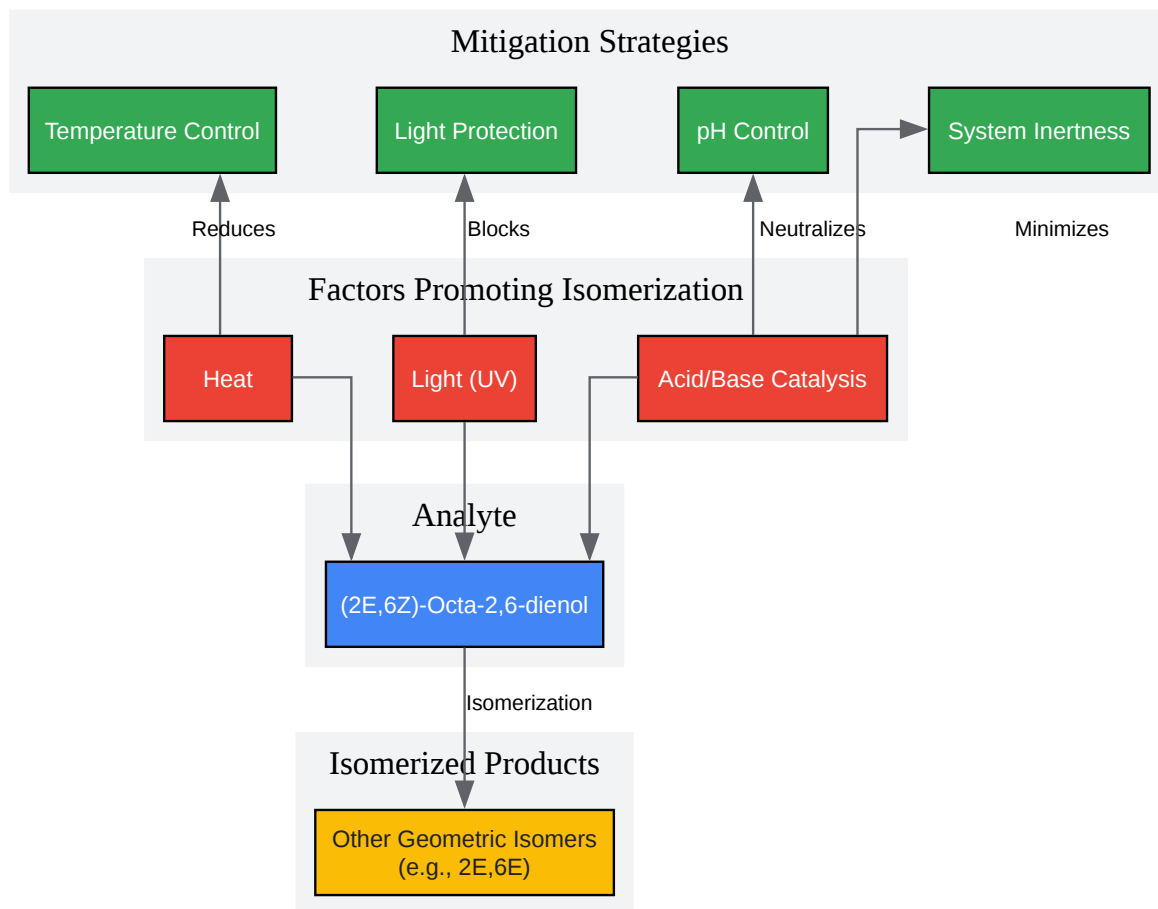 Mitigation Strategies
Temperature Control
Light Protection
pH Control
System Inertness
Reduces
Blocks
Neutralizes
Minimizes
Factors Promoting Isomerization
Heat
Light (UV)
Acid/Base Catalysis
Analyte
(2E,6Z)-Octa-2,6-dienol
Isomerization
Isomerized Products
Other Geometric Isomers
(e.g., 2E,6E)